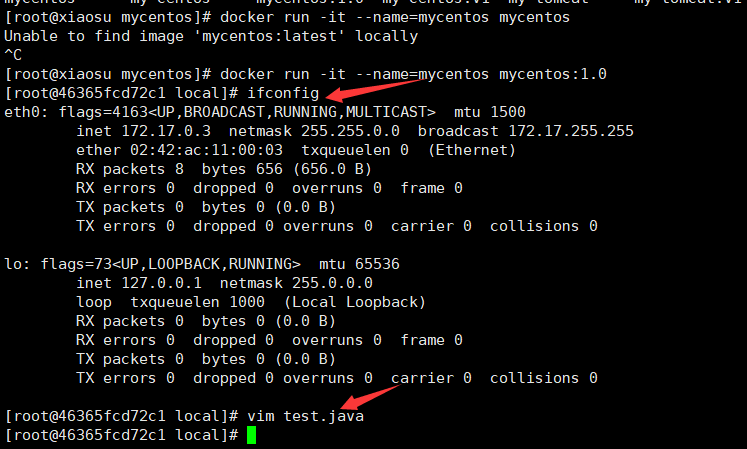 [root@xiaosu mycentos]# docker run -it --name=mycentos mycentos
Unable to find image 'mycentos:latest' locally
^C
[root@xiaosu mycentos]# docker run -it --name=mycentos mycentos:1.0
[root@46365fcd72c1 local]# ifconfig
eth0: flags=4163<UP,BROADCAST,RUNNING,MULTICAST>  mtu 1500
        inet 172.17.0.3  netmask 255.255.0.0  broadcast 172.17.255.255
        ether 02:42:ac:11:00:03  txqueuelen 0  (Ethernet)
        RX packets 8  bytes 656 (656.0 B)
        RX errors 0  dropped 0  overruns 0  frame 0
        TX packets 0  bytes 0 (0.0 B)
        TX errors 0  dropped 0 overruns 0  carrier 0  collisions 0

lo: flags=73<UP,LOOPBACK,RUNNING>  mtu 65536
        inet 127.0.0.1  netmask 255.0.0.0
        loop  txqueuelen 1000  (Local Loopback)
        RX packets 0  bytes 0 (0.0 B)
        RX errors 0  dropped 0  overruns 0  frame 0
        TX packets 0  bytes 0 (0.0 B)
        TX errors 0  dropped 0 overruns 0  carrier 0  collisions 0

[root@46365fcd72c1 local]# vim test.java
[root@46365fcd72c1 local]#